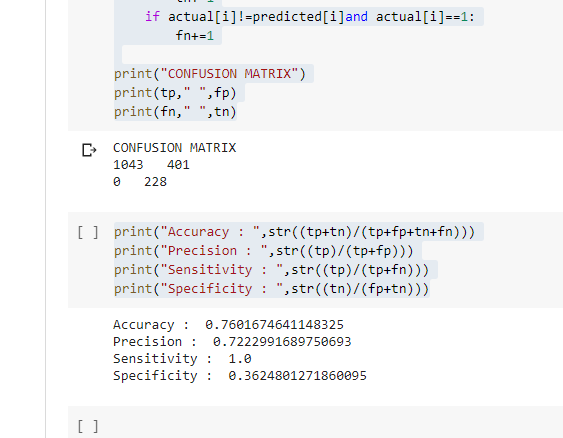 if actual[i]!=predicted[i]and actual[i]==1:
fn+=1
print("CONFUSION MATRIX")
print(tp," ",fp)
print(fn," ",tn)
CONFUSION MATRIX
1043   401
0   228
[ ] print("Accuracy : ",str((tp+tn)/(tp+fp+tn+fn)))
print("Precision : ",str((tp)/(tp+fp)))
print("Sensitivity : ",str((tp)/(tp+fn)))
print("Specificity : ",str((tn)/(fp+tn)))
Accuracy :  0.7601674641148325
Precision :  0.7222991689750693
Sensitivity :  1.0
Specificity :  0.3624801271860095
[ ]